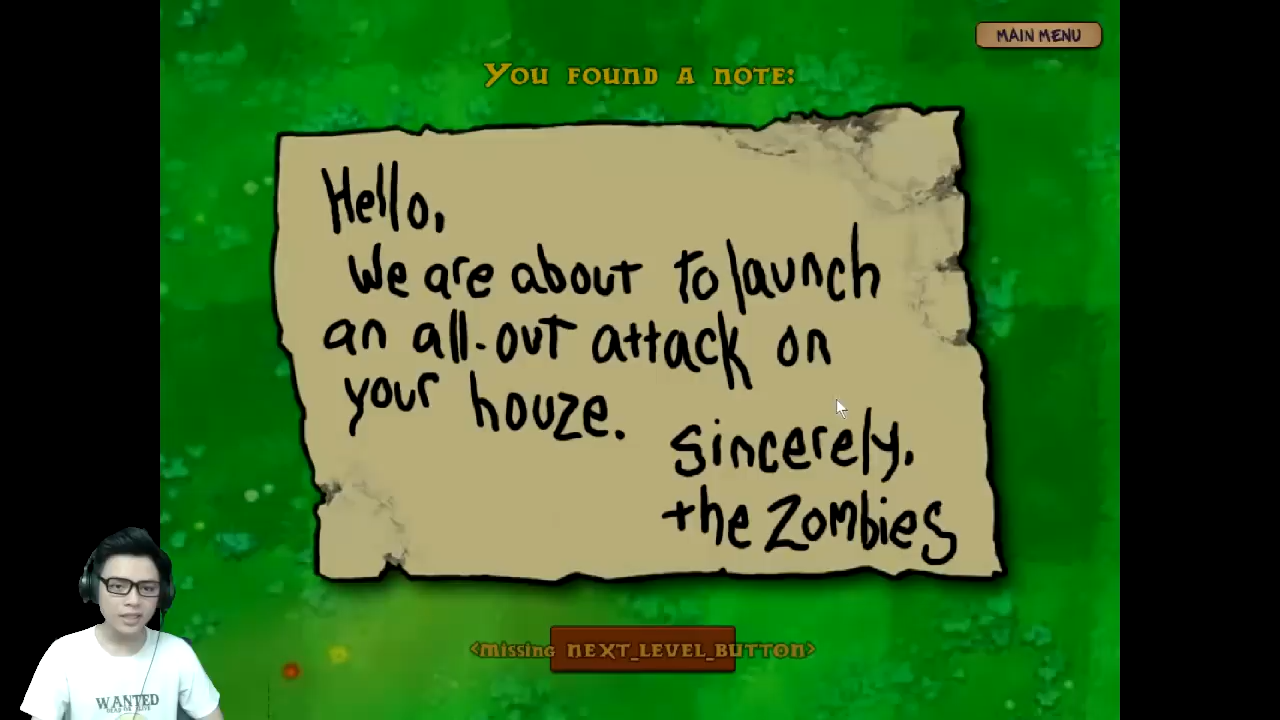 MAIN MENU
You found a note:
Hello,
We are about to launch
an all-out attack on
your houze.
sincerely,
the Zombies
<missing NEXT_LEVEL_BUTTON>
WANTED